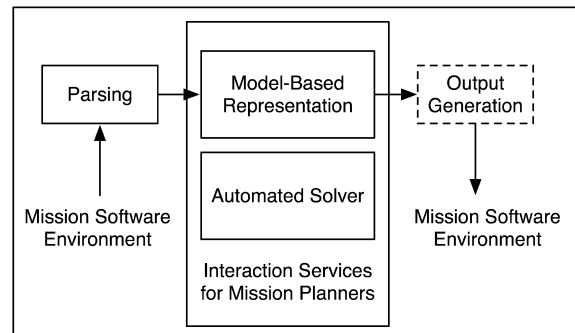 Parsing
Model-Based
Representation
Output
Generation
Automated Solver
Mission Software
Environment
Interaction Services
for Mission Planners
Mission Software
Environment